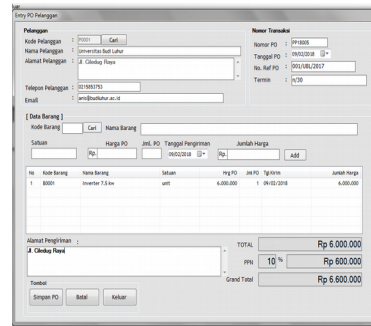 Entry PO Pelanggan
Pelanggan
Kode Pelanggan : P0001 Cari
Nama Pelanggan : Universitas Budi Luhur
Alamat Pelanggan : Jl. Ciledug Raya
Telepon Pelanggan : 0215853753
Email :
Nomor Transaksi
Nomor PO : FP18005
Tanggal PO : 09/02/2018
No. Ref PO : 001/UBL/2017
Termin : n/30
[ Data Barang ]
Kode Barang Cari Nama Barang
Satuan Harga PO Jml. PO Tanggal Pengiriman Jumlah Harga
Rp. 09/02/2018 Rp. Add
No Kode Barang Nama Barang Satuan Hrg PO Jml PO Tgl Kirim Jumlah Harga
1 B0001 Inverter 7.5 kw unit 6.000.000 1 09/02/2018 6.000.000
Alamat Pengiriman :
Jl. Ciledug Raya
TOTAL Rp 6.000.000
PPN 10 % Rp 600.000
Grand Total Rp 6.600.000
Tombol
Simpan PO Batal Keluar